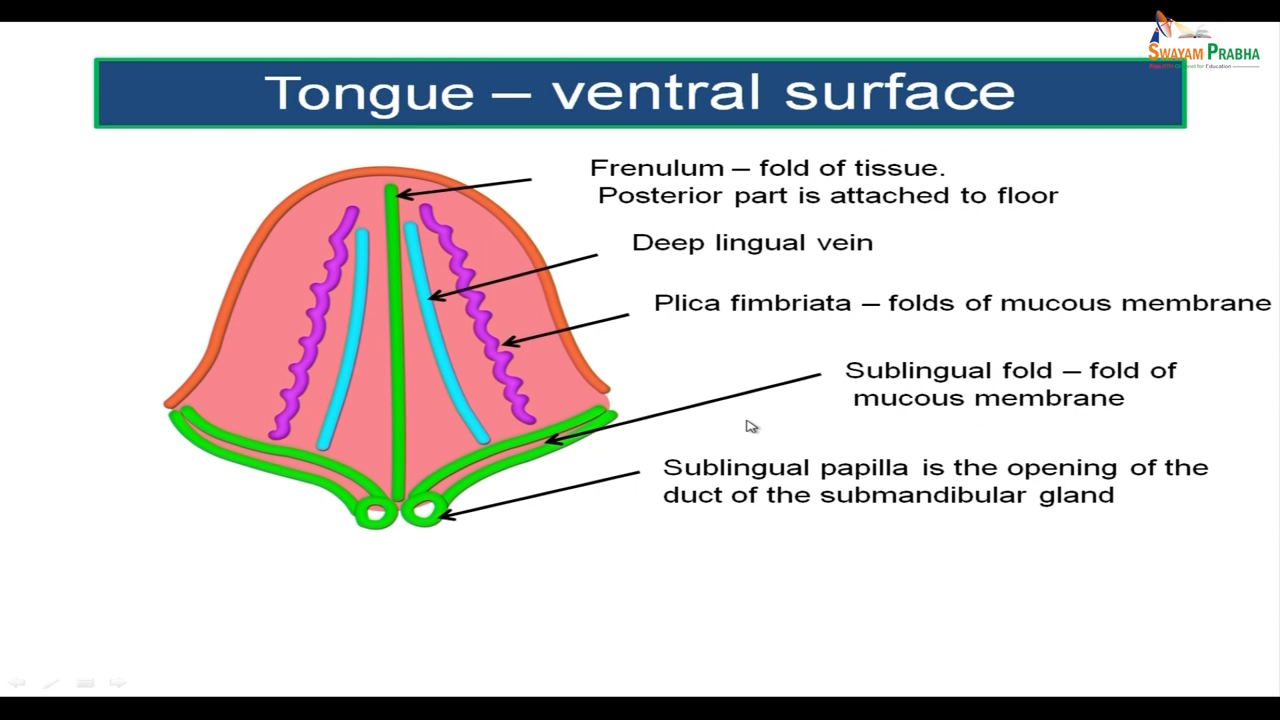 SWAYAM PRABHA
Tongue – ventral surface
Frenulum – fold of tissue.
Posterior part is attached to floor
Deep lingual vein
Plica fimbriata – folds of mucous membrane
Sublingual fold – fold of
mucous membrane
Sublingual papilla is the opening of the
duct of the submandibular gland